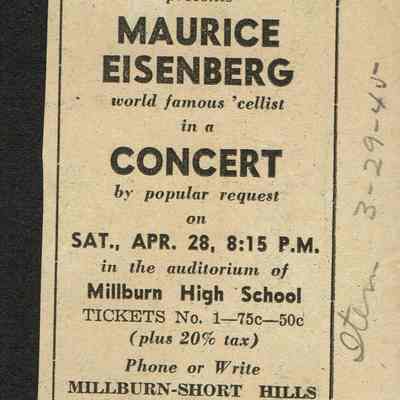 presents
MAURICE
EISENBERG
world famous 'cellist
in a
CONCERT
by popular request
on
SAT., APR. 28, 8:15 P.M.
in the auditorium of
Millburn High School
TICKETS No. 1—75c—50c
(plus 20% tax)
Phone or Write
MILLBURN-SHORT HILLS
Item 3-29-45